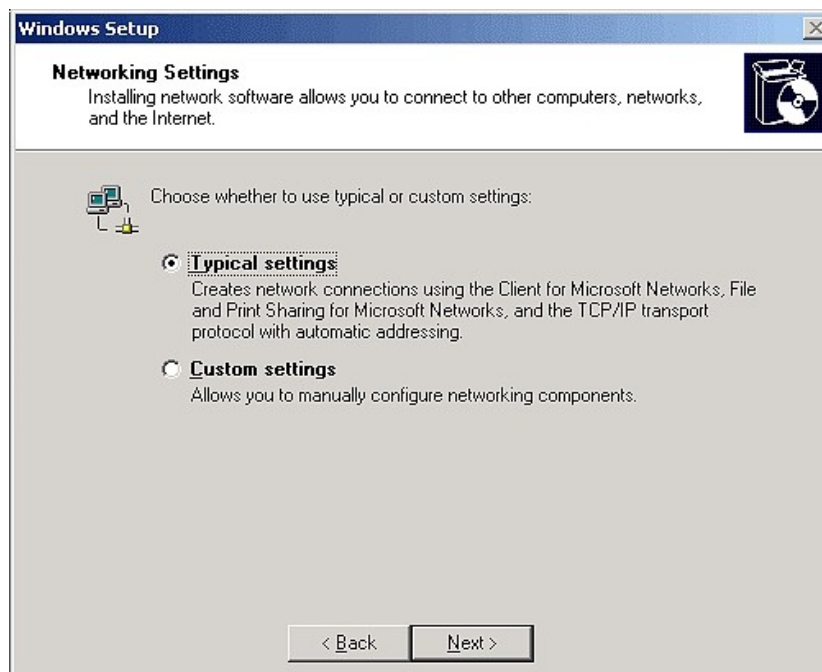 Windows Setup
Networking Settings
Installing network software allows you to connect to other computers, networks,
and the Internet.
Choose whether to use typical or custom settings:
Typical settings
Creates network connections using the Client for Microsoft Networks, File
and Print Sharing for Microsoft Networks, and the TCP/IP transport
protocol with automatic addressing.
Custom settings
Allows you to manually configure networking components.
< Back
Next >